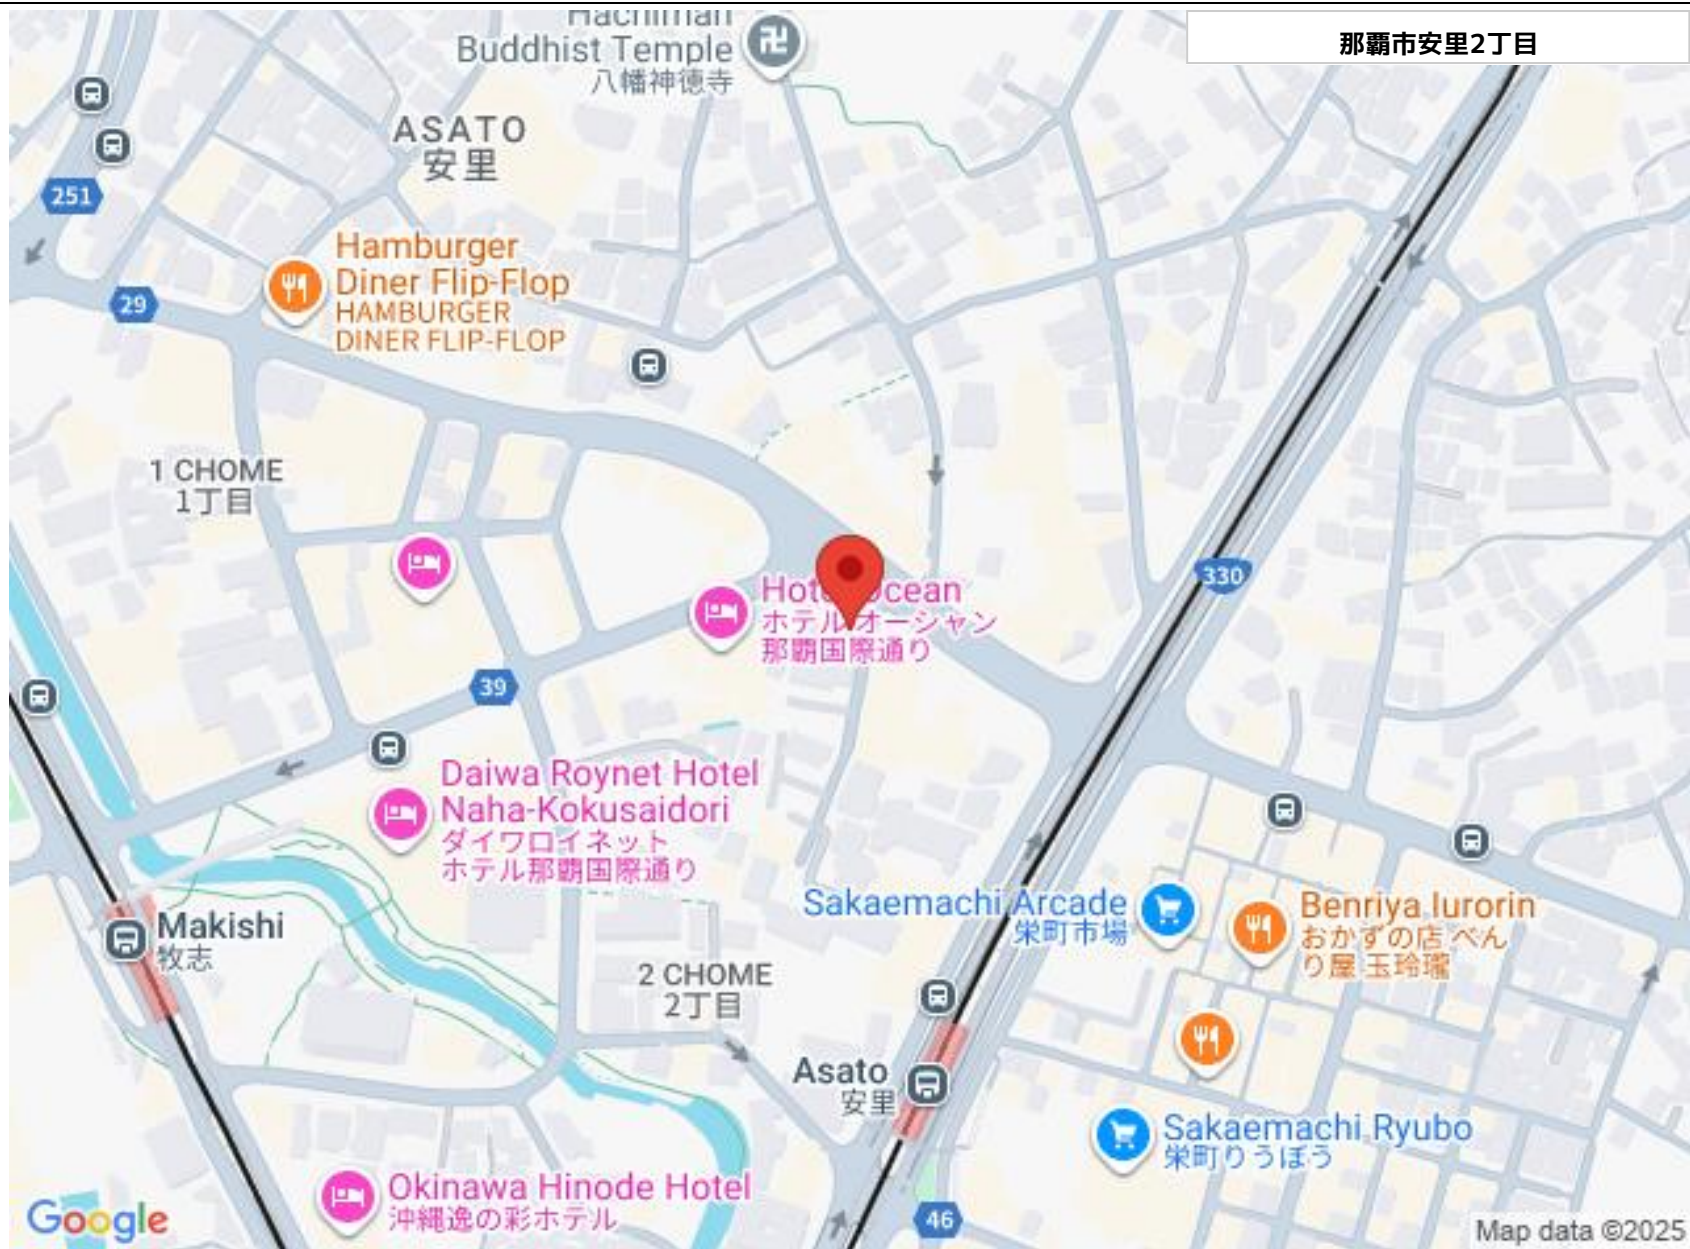 那覇市安里2丁目
Hachiman
Buddhist Temple
八幡神徳寺
ASATO
安里
251
Hamburger
Diner Flip-Flop
HAMBURGER
DINER FLIP-FLOP
29
1 CHOME
1丁目
330
Hotel Ocean
ホテル オーシャン
那覇国際通り
39
Daiwa Roynet Hotel
Naha-Kokusaidori
ダイワロイネット
ホテル那覇国際通り
Sakaemachi Arcade
栄町市場
Benriya Iurorin
おかずの店 べん
り屋 玉玲瓏
Makishi
牧志
2 CHOME
2丁目
Asato
安里
Sakaemachi Ryubo
栄町りうぼう
Okinawa Hinode Hotel
沖縄逸の彩ホテル
46
Google
Map data ©2025